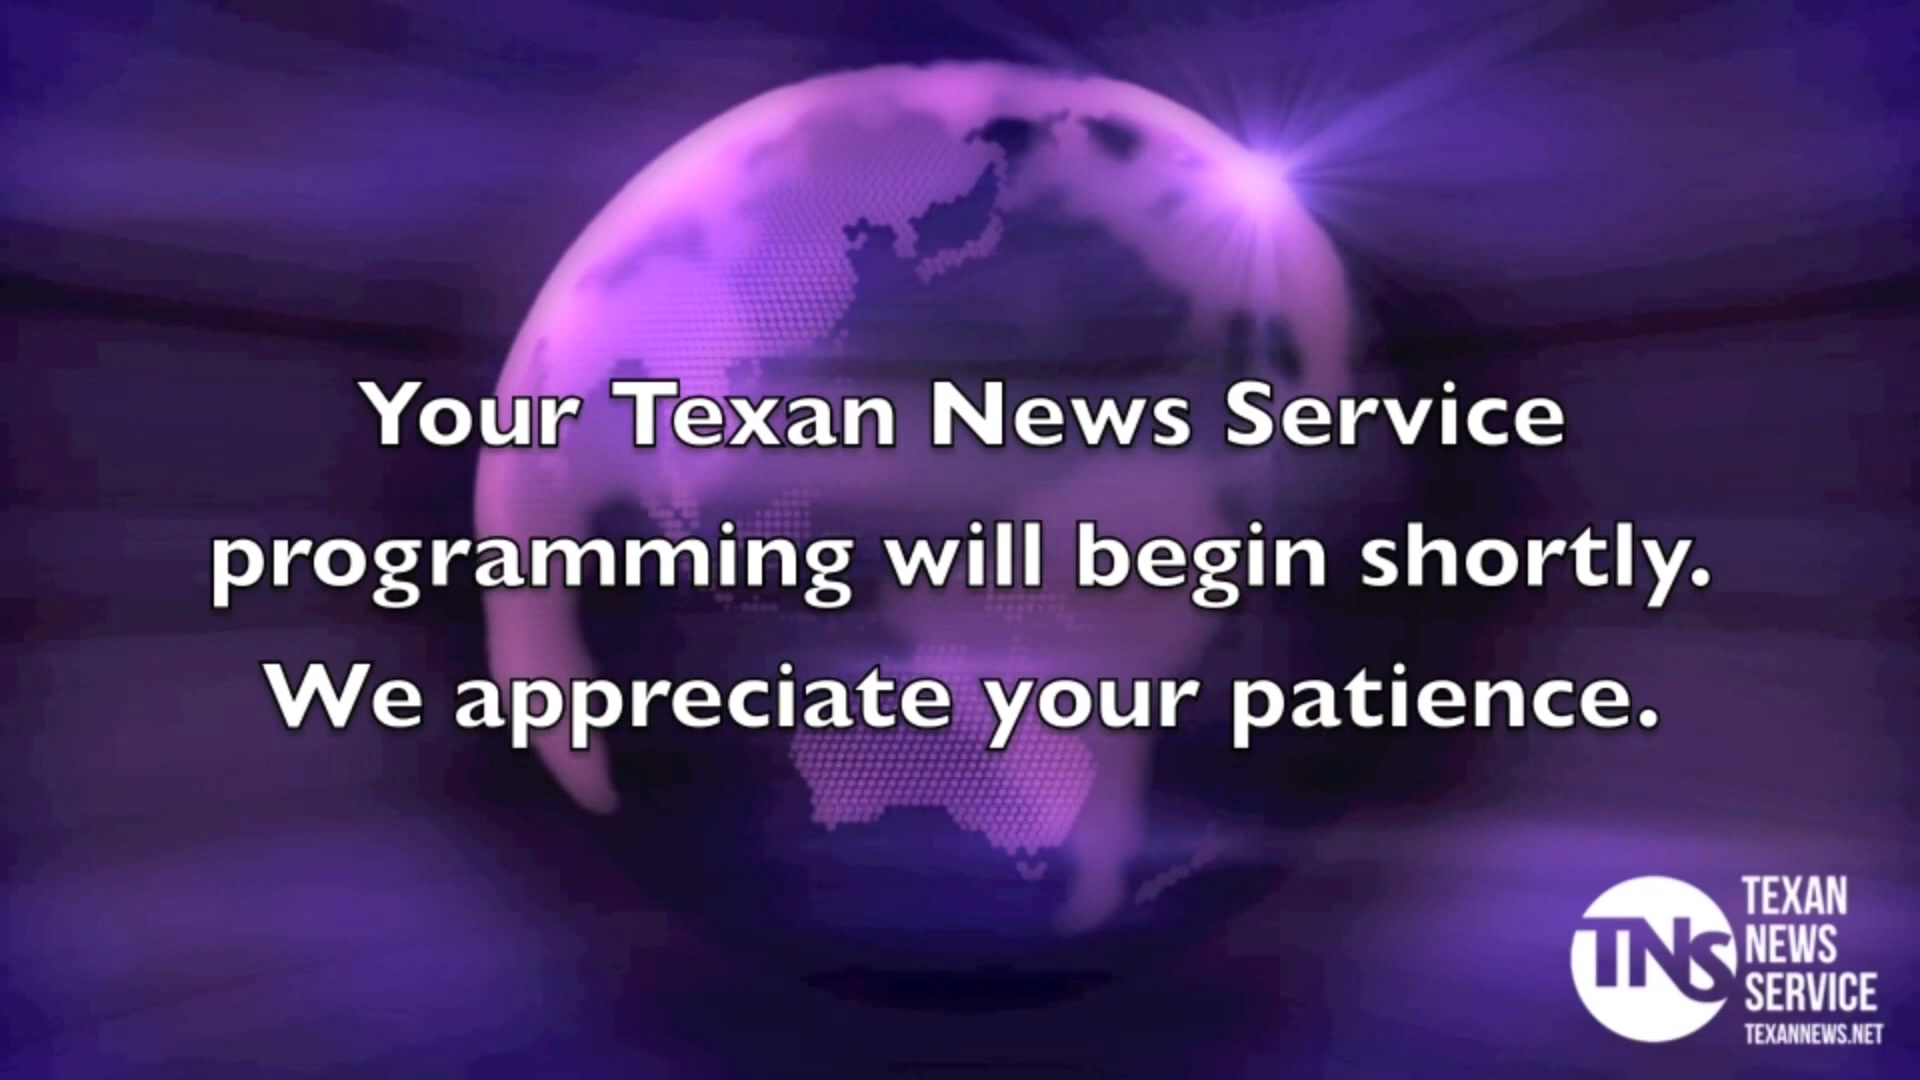 Your Texan News Service
programming will begin shortly.
We appreciate your patience.
TNS
TEXAN
NEWS
SERVICE
TEXANNEWS.NET